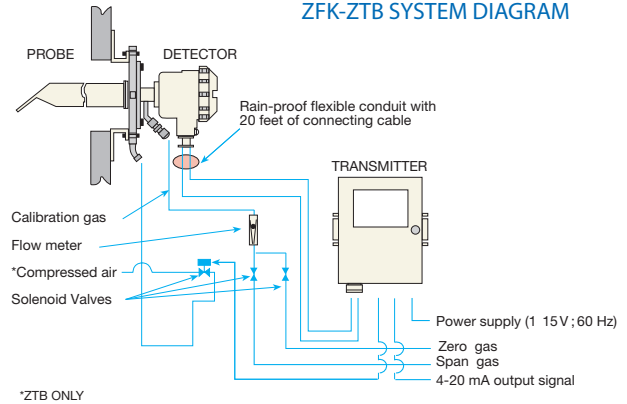 ZFK-ZTB SYSTEM DIAGRAM
PROBE
DETECTOR
Rain-proof flexible conduit with
20 feet of connecting cable
TRANSMITTER
Calibration gas
Flow meter
*Compressed air
Solenoid Valves
Power supply (1 15V; 60 Hz)
Zero gas
Span gas
4-20 mA output signal
*ZTB ONLY